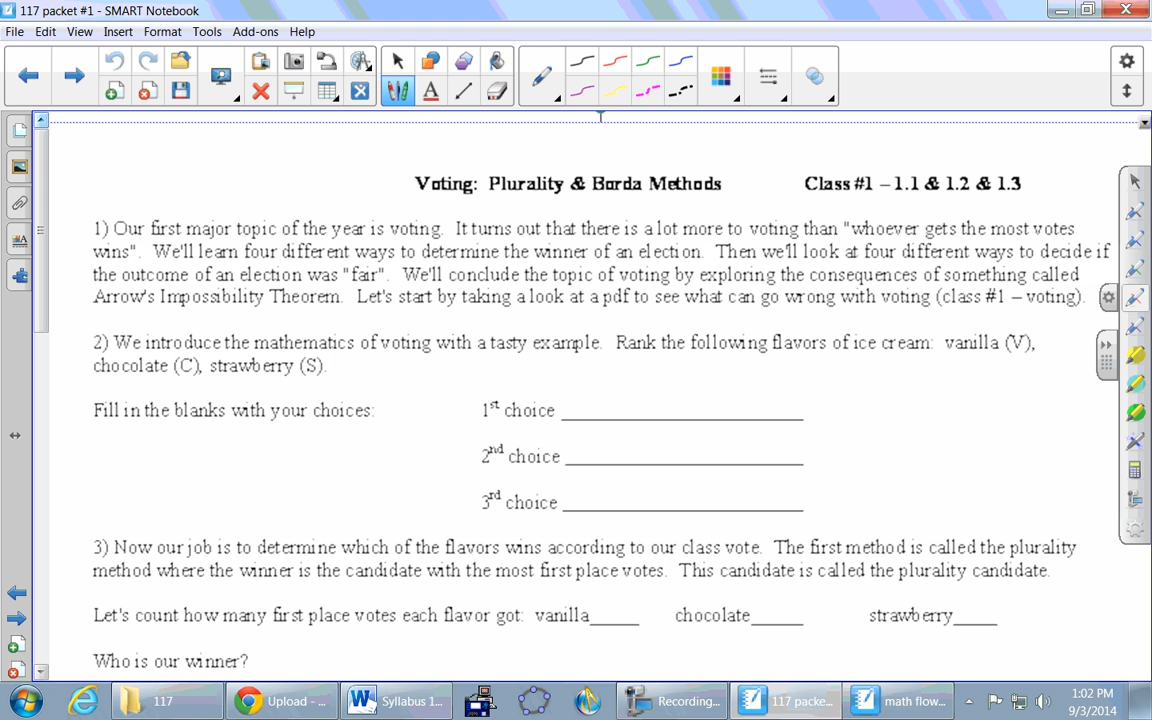 117 packet #1 - SMART Notebook
File Edit View Insert Format Tools Add-ons Help
Voting: Plurality & Borda Methods Class #1 – 1.1 & 1.2 & 1.3
1) Our first major topic of the year is voting. It turns out that there is a lot more to voting than "whoever gets the most votes
wins". We'll learn four different ways to determine the winner of an election. Then we'll look at four different ways to decide if
the outcome of an election was "fair". We'll conclude the topic of voting by exploring the consequences of something called
Arrow's Impossibility Theorem. Let's start by taking a look at a pdf to see what can go wrong with voting (class #1 – voting).
2) We introduce the mathematics of voting with a tasty example. Rank the following flavors of ice cream: vanilla (V),
chocolate (C), strawberry (S).
Fill in the blanks with your choices: 1st choice ____________
2nd choice ____________
3rd choice ____________
3) Now our job is to determine which of the flavors wins according to our class vote. The first method is called the plurality
method where the winner is the candidate with the most first place votes. This candidate is called the plurality candidate.
Let's count how many first place votes each flavor got: vanilla_____ chocolate_____ strawberry_____
Who is our winner?
117 Upload - ... Syllabus 1... Recording... 117 packe... math flow... 1:02 PM
9/3/2014